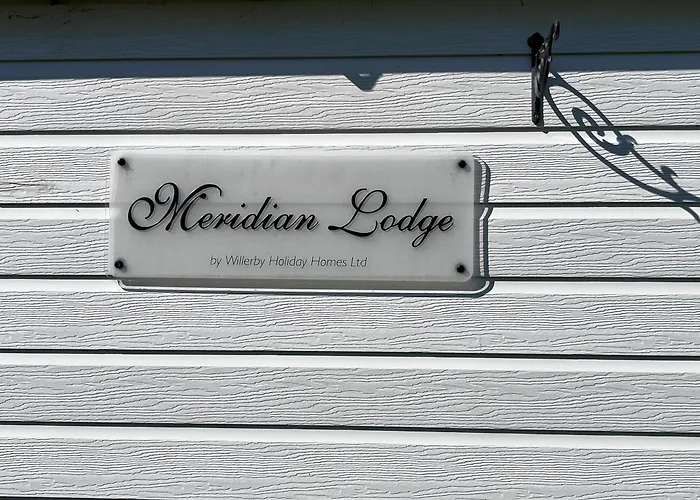 Meridian Lodge
by Willerby Holiday Homes Ltd